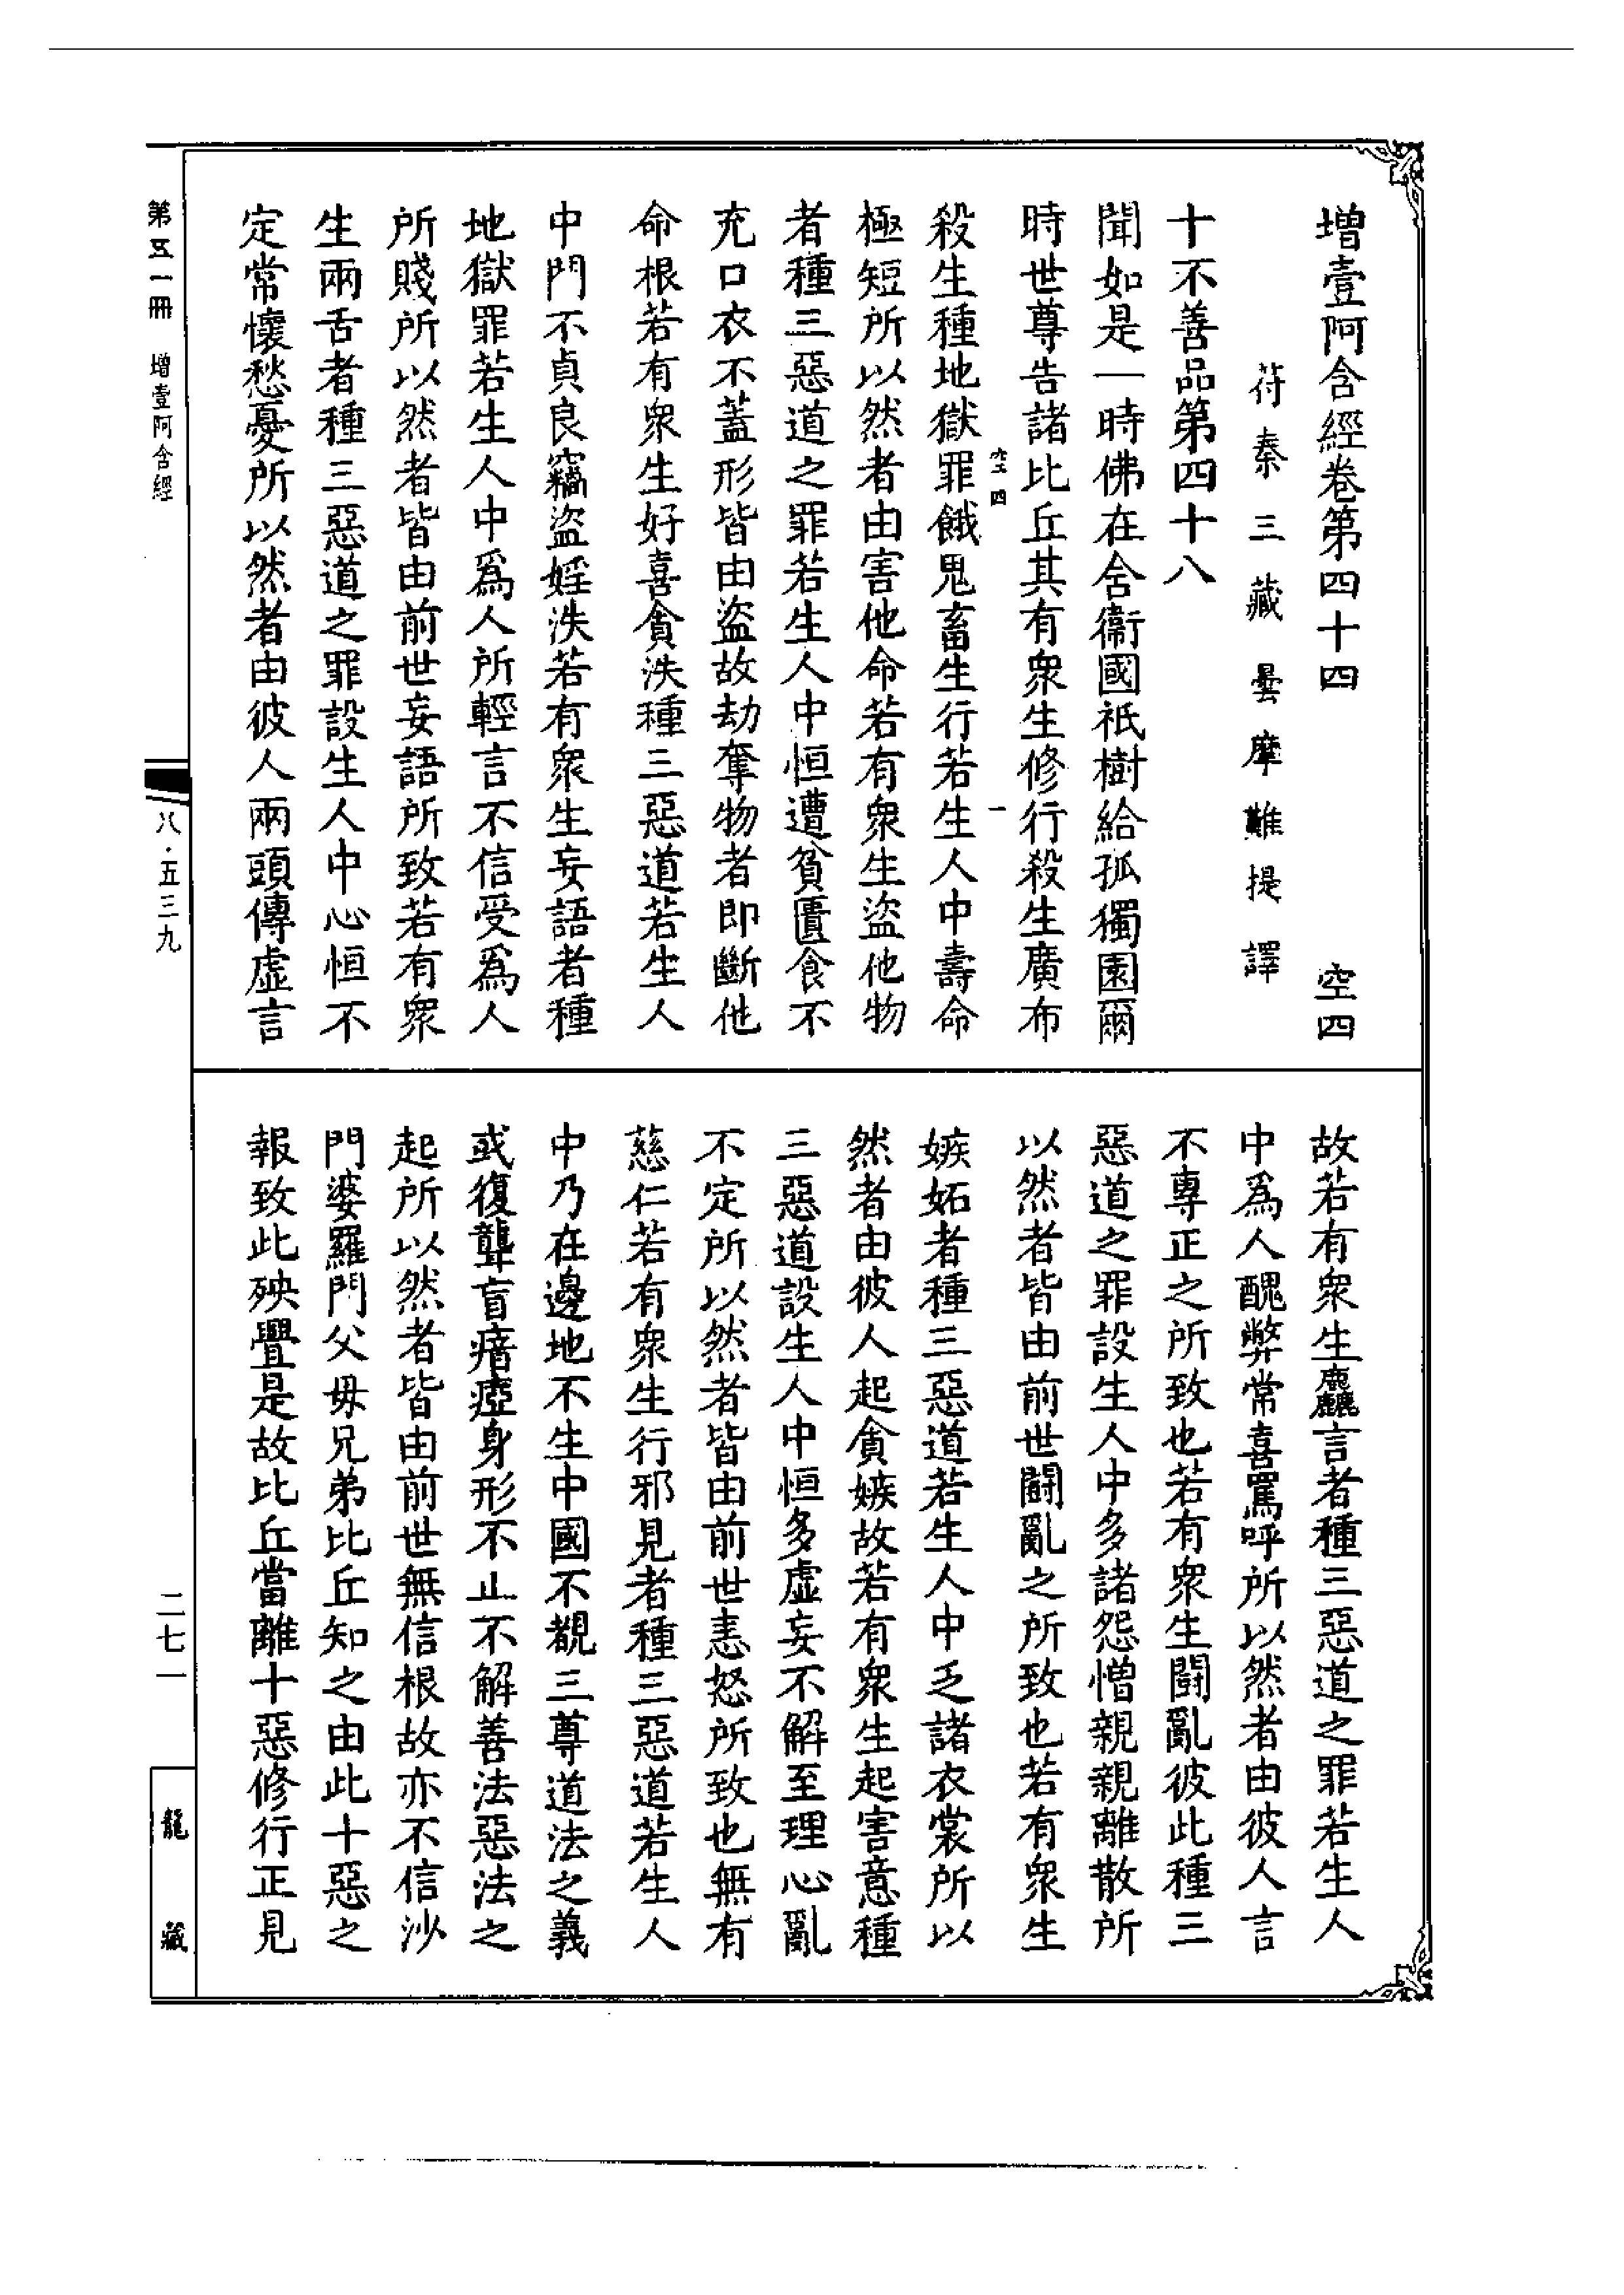 增壹阿含經卷第四十四 空四
苻秦三藏曇摩難提譯
十不善品第四十八
聞如是一時佛在舍衞國祇樹給孤獨園爾
時世尊告諸比丘其有衆生修行殺生廣布
空四 一
殺生種地獄罪餓鬼畜生行若生人中壽命
極短所以然者由害他命若有衆生盜他物
者種三惡道之罪若生人中恒遭貧匱食不
充口衣不蓋形皆由盜故劫奪物者即斷他
命根若有衆生好喜貪泆種三惡道若生人
中門不貞良竊盜婬泆若有衆生妄語者種
地獄罪若生人中爲人所輕言不信受爲人
所賤所以然者皆由前世妄語所致若有衆
生兩舌者種三惡道之罪設生人中心恒不
定常懷愁憂所以然者由彼人兩頭傳虛言
故若有衆生麤言者種三惡道之罪若生人
中爲人醜弊常喜罵呼所以然者由彼人言
不專正之所致也若有衆生鬪亂彼此種三
惡道之罪設生人中多諸怨憎親親離散所
以然者皆由前世鬪亂之所致也若有衆生
嫉妬者種三惡道若生人中乏諸衣裳所以
然者由彼人起貪嫉故若有衆生起害意種
三惡道設生人中恒多虛妄不解至理心亂
不定所以然者皆由前世恚怒所致也無有
慈仁若有衆生行邪見者種三惡道若生人
中乃在邊地不生中國不覩三尊道法之義
或復聾盲瘖瘂身形不止不解善法惡法之
起所以然者皆由前世無信根故亦不信沙
門婆羅門父毋兄弟比丘知之由此十惡之
報致此殃舋是故比丘當離十惡修行正見
第五一冊 增壹阿含經
八·五三九
二七一
龍藏